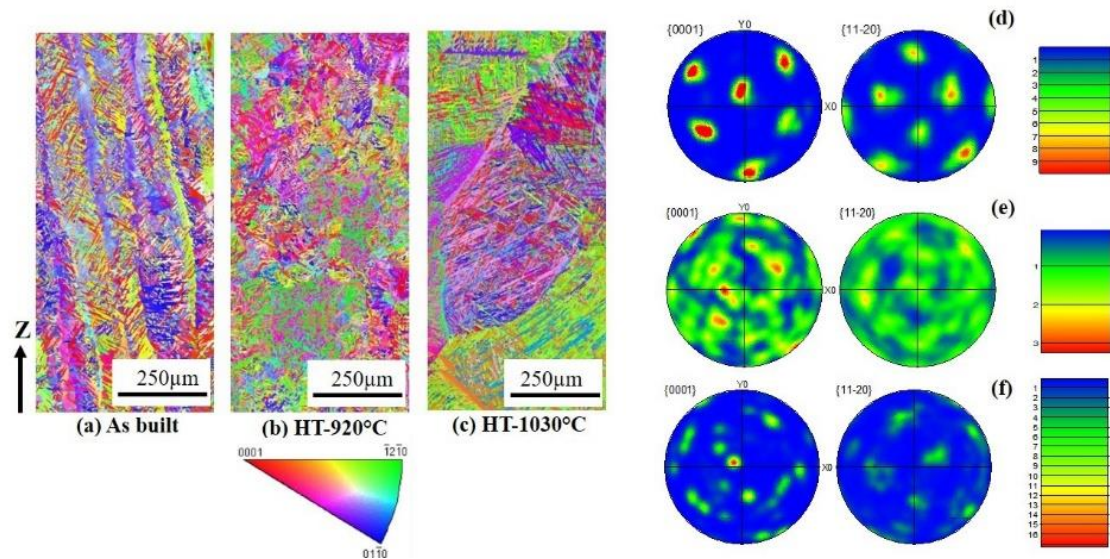 Z
250µm
250µm
250µm
(a) As built
(b) HT-920°C
(c) HT-1030°C
0001
1̅21̅0
011̅0
(d)
{0001}
Y0
{11-20}
X0
1
2
3
4
5
6
7
8
9
(e)
{0001}
Y0
{11-20}
X0
1
2
3
(f)
{0001}
Y0
{11-20}
X0
1
2
3
4
5
6
7
8
9
10
11
12
13
14
15
16